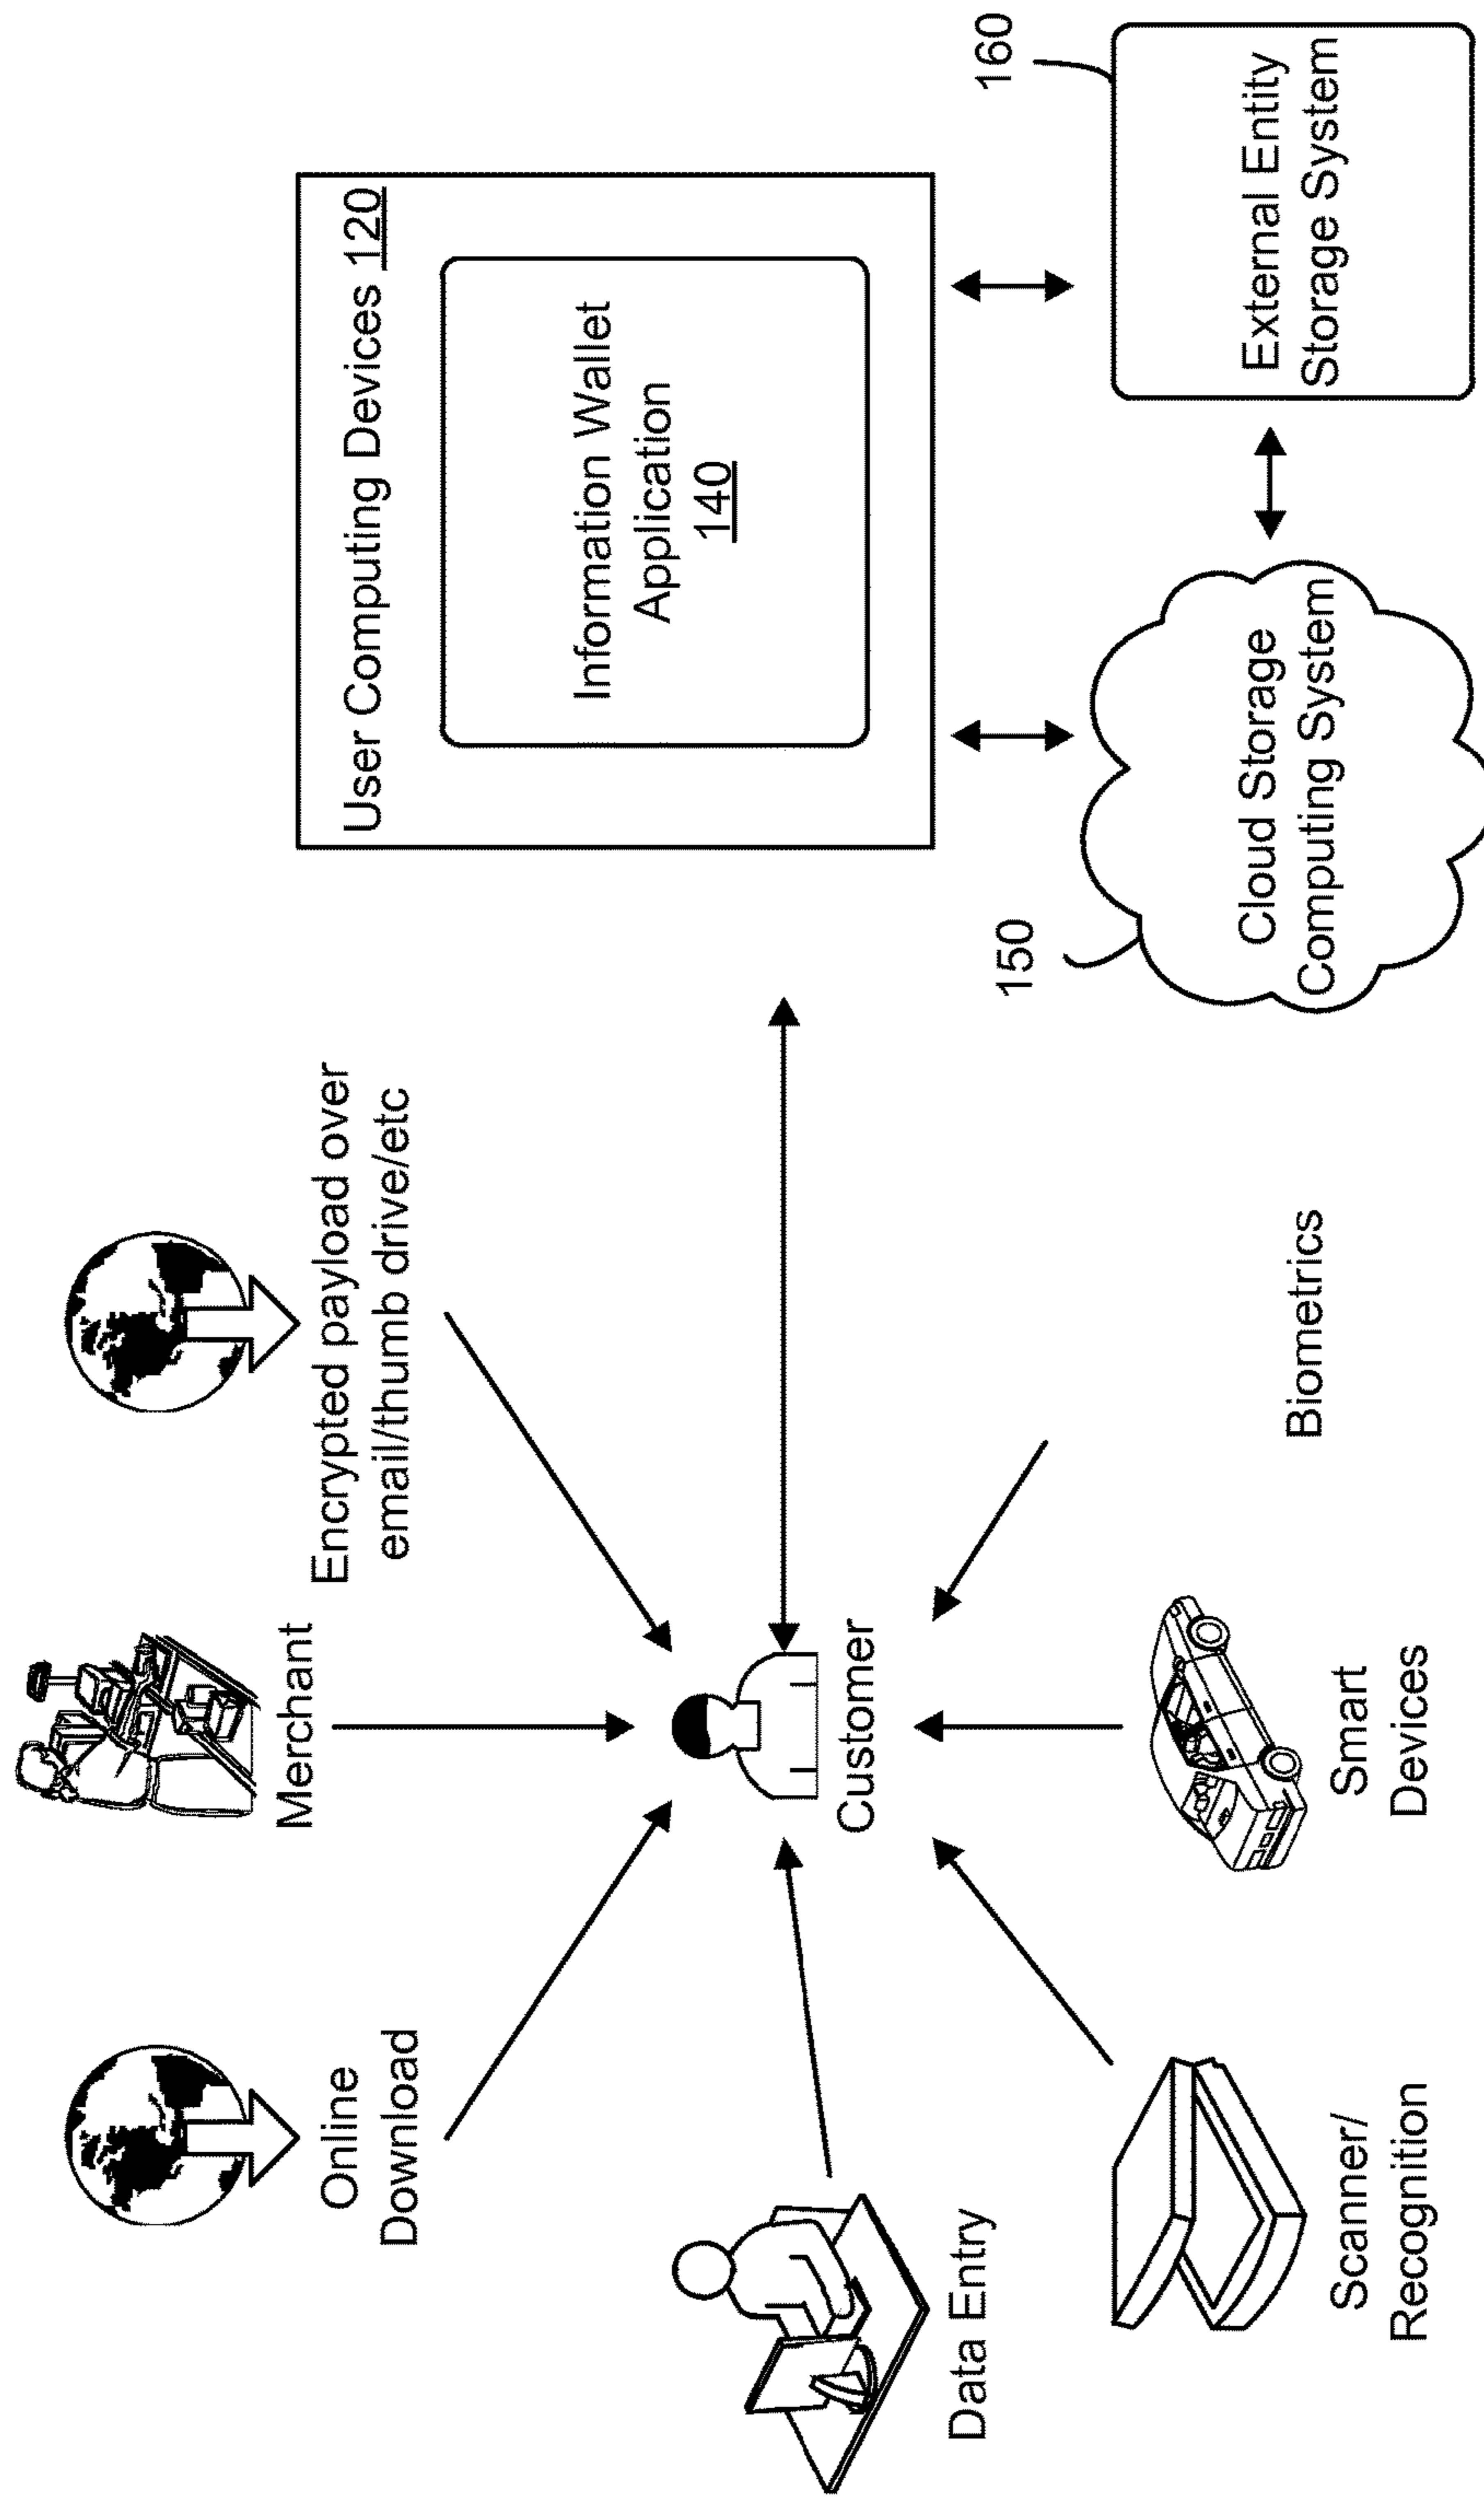 Online
Download
Merchant
Encrypted payload over
email/thumb drive/etc
Data Entry
Customer
Scanner/
Recognition
Smart
Devices
Biometrics
User Computing Devices 120
Information Wallet
Application
140
150
Cloud Storage
Computing System
160
External Entity
Storage System